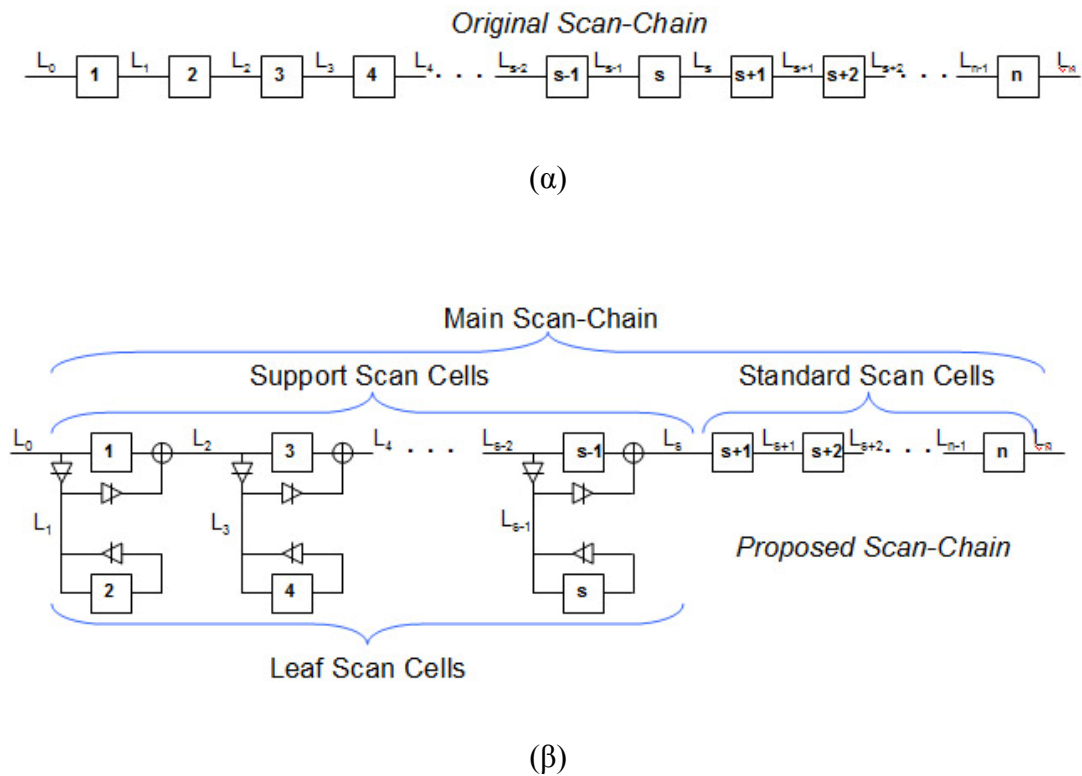 Original Scan-Chain
L0 1 L1 2 L2 3 L3 4 L4 . . . Ls-2 s-1 Ls-1 s Ls s+1 Ls+1 s+2 Ls+2 . . . Ln-1 n Ln
(α)
Main Scan-Chain
Support Scan Cells Standard Scan Cells
L0 1 L2 3 L4 . . . Ls-2 s-1 Ls s+1 Ls+1 s+2 Ls+2 . . . Ln-1 n Ln
L1 L3 Ls-1
Proposed Scan-Chain
2 4 s
Leaf Scan Cells
(β)